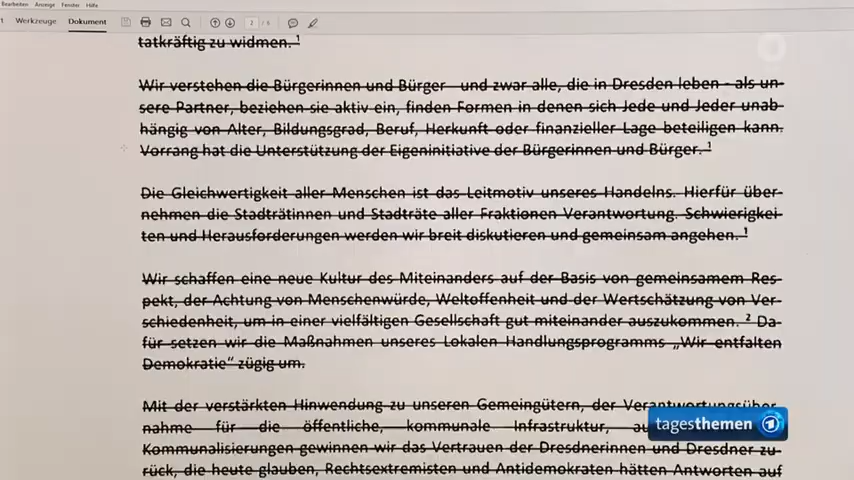 Bearbeiten Anzeige Fenster Hilfe
1 Werkzeuge Dokument
tatkräftig zu widmen. ¹
Wir verstehen die Bürgerinnen und Bürger - und zwar alle, die in Dresden leben - als un-
sere Partner, beziehen sie aktiv ein, finden Formen in denen sich Jede und Jeder unab-
hängig von Alter, Bildungsgrad, Beruf, Herkunft oder finanzieller Lage beteiligen kann.
Vorrang hat die Unterstützung der Eigeninitiative der Bürgerinnen und Bürger. ¹
Die Gleichwertigkeit aller Menschen ist das Leitmotiv unseres Handelns. Hierfür über-
nehmen die Stadträtinnen und Stadträte aller Fraktionen Verantwortung. Schwierigkei-
ten und Herausforderungen werden wir breit diskutieren und gemeinsam angehen. ¹
Wir schaffen eine neue Kultur des Miteinanders auf der Basis von gemeinsamem Res-
pekt, der Achtung von Menschenwürde, Weltoffenheit und der Wertschätzung von Ver-
schiedenheit, um in einer vielfältigen Gesellschaft gut miteinander auszukommen. ² Da-
für setzen wir die Maßnahmen unseres Lokalen Handlungsprogramms „Wir entfalten
Demokratie“ zügig um.
Mit der verstärkten Hinwendung zu unseren Gemeingütern, der Verantwortungsüber-
nahme für die öffentliche, kommunale Infrastruktur,
Kommunalisierungen gewinnen wir das Vertrauen der Dresdnerinnen und Dresdner zu-
rück, die heute glauben, Rechtsextremisten und Antidemokraten hätten Antworten auf
tagesthemen